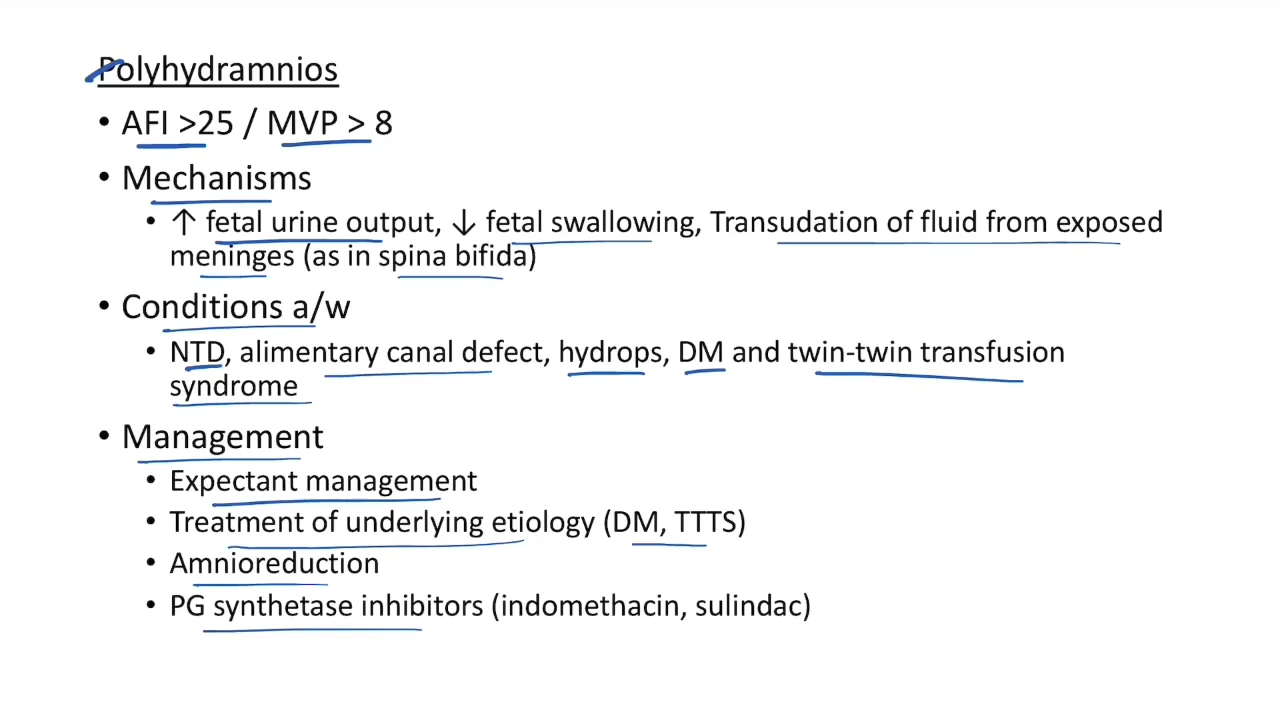 Polyhydramnios
• AFI >25 / MVP > 8
• Mechanisms
• ↑ fetal urine output, ↓ fetal swallowing, Transudation of fluid from exposed
meninges (as in spina bifida)
• Conditions a/w
• NTD, alimentary canal defect, hydrops, DM and twin-twin transfusion
syndrome
• Management
• Expectant management
• Treatment of underlying etiology (DM, TTTS)
• Amnioreduction
• PG synthetase inhibitors (indomethacin, sulindac)